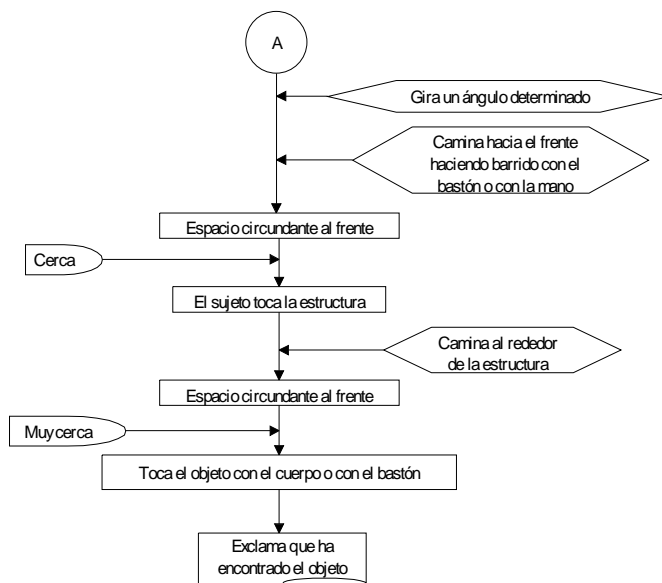 A
Gira un ángulo determinado
Camina hacia el frente
haciendo barrido con el
bastón o con la mano
Espacio circundante al frente
Cerca
El sujeto toca la estructura
Camina al rededor
de la estructura
Espacio circundante al frente
Muy cerca
Toca el objeto con el cuerpo o con el bastón
Exclama que ha
encontrado el objeto